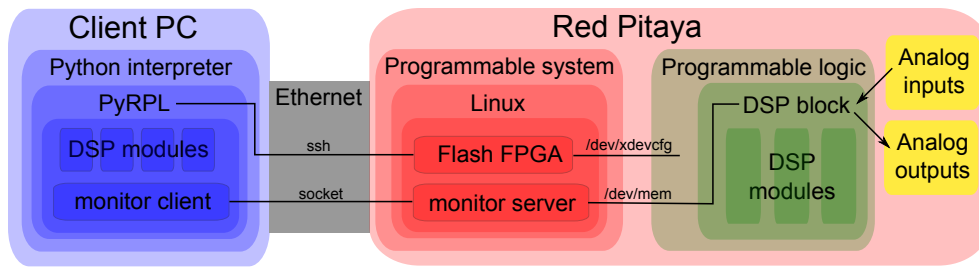 Client PC
Python interpreter
PyRPL
DSP modules
monitor client
Ethernet
ssh
socket
Red Pitaya
Programmable system
Linux
Flash FPGA
monitor server
/dev/xdevcfg
/dev/mem
Programmable logic
DSP block
DSP
modules
Analog
inputs
Analog
outputs